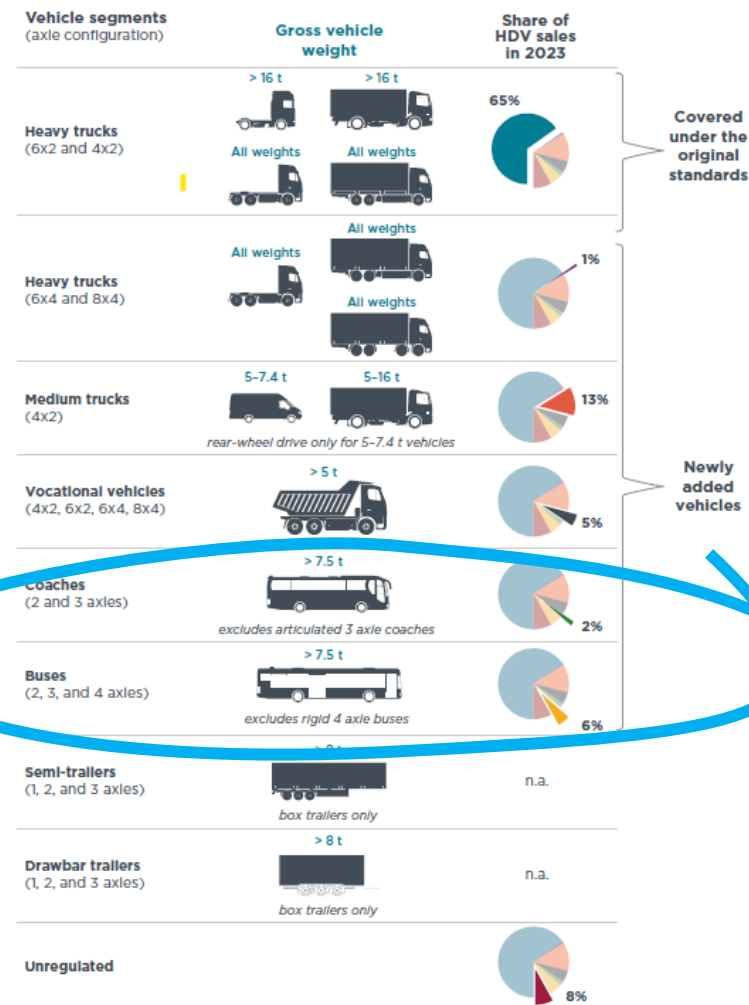 Vehicle segments
(axle configuration)
Gross vehicle
weight
Share of
HDV sales
in 2023
> 16 t
> 16 t
65%
Heavy trucks
(6x2 and 4x2)
All weights
All weights
Covered
under the
original
standards
All weights
All weights
1%
Heavy trucks
(6x4 and 8x4)
All weights
5-7.4 t
5-16 t
Medium trucks
(4x2)
13%
rear-wheel drive only for 5-7.4 t vehicles
> 5 t
Vocational vehicles
(4x2, 6x2, 6x4, 8x4)
5%
Newly
added
vehicles
> 7.5 t
Coaches
(2 and 3 axles)
excludes articulated 3 axle coaches
2%
> 7.5 t
Buses
(2, 3, and 4 axles)
excludes rigid 4 axle buses
6%
Semi-trailers
(1, 2, and 3 axles)
n.a.
box trailers only
> 8 t
Drawbar trailers
(1, 2, and 3 axles)
n.a.
box trailers only
Unregulated
8%